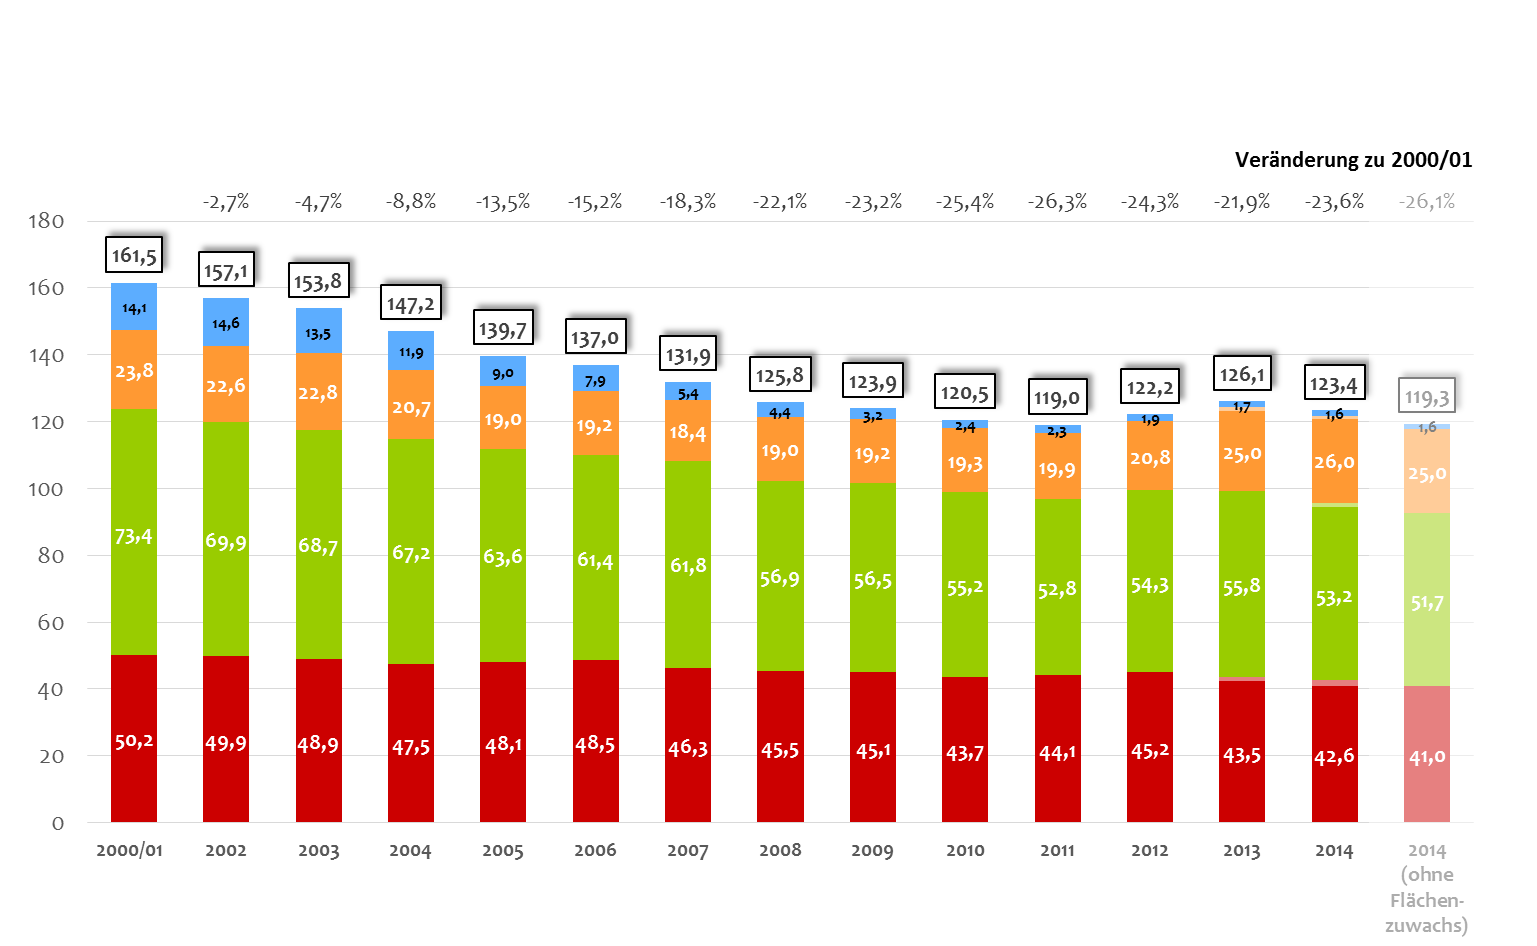 Veränderung zu 2000/01
-2,7% -4,7% -8,8% -13,5% -15,2% -18,3% -22,1% -23,2% -25,4% -26,3% -24,3% -21,9% -23,6% -26,1%
180
161,5 157,1 153,8 147,2 139,7 137,0 131,9 125,8 123,9 120,5 119,0 122,2 126,1 123,4 119,3
160
14,1 14,6 13,5 11,9 9,0 7,9 5,4 4,4 3,2 2,4 2,3 1,9 1,7 1,6 1,6
140
23,8 22,6 22,8 20,7 19,0 19,2 18,4 19,0 19,2 19,3 19,9 20,8 25,0 26,0 25,0
120
100
73,4 69,9 68,7 67,2 63,6 61,4 61,8 56,9 56,5 55,2 52,8 54,3 55,8 53,2 51,7
80
60
40
50,2 49,9 48,9 47,5 48,1 48,5 46,3 45,5 45,1 43,7 44,1 45,2 43,5 42,6 41,0
20
0
2000/01 2002 2003 2004 2005 2006 2007 2008 2009 2010 2011 2012 2013 2014 2014
(ohne
Flächen-
zuwachs)